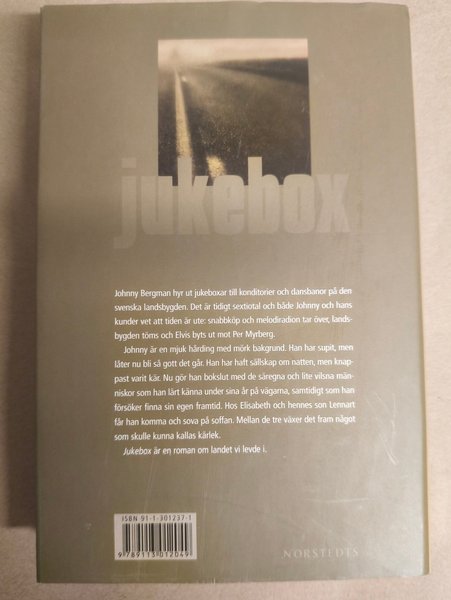 jukebox
Johnny Bergman hyr ut jukeboxar till konditorier och dansbanor på den
svenska landsbygden. Det är tidigt sextiotal och både Johnny och hans
kunder vet att tiden är ute: snabbköp och melodiradion tar över, lands-
bygden töms och Elvis byts ut mot Per Myrberg.
Johnny är en mjuk hårding med mörk bakgrund. Han har supit, men
låter nu bli så gott det går. Han har haft sällskap om natten, men knap-
past varit kär. Nu gör han bokslut med de säregna och lite vilsna män-
niskor som han lärt känna under sina år på vägarna, samtidigt som han
försöker finna sin egen framtid. Hos Elisabeth och hennes son Lennart
får han komma och sova på soffan. Mellan de tre växer det fram något
som skulle kunna kallas kärlek.
Jukebox är en roman om landet vi levde i.
ISBN 91-1-301237-1
9 789113 012049
NORSTEDTS